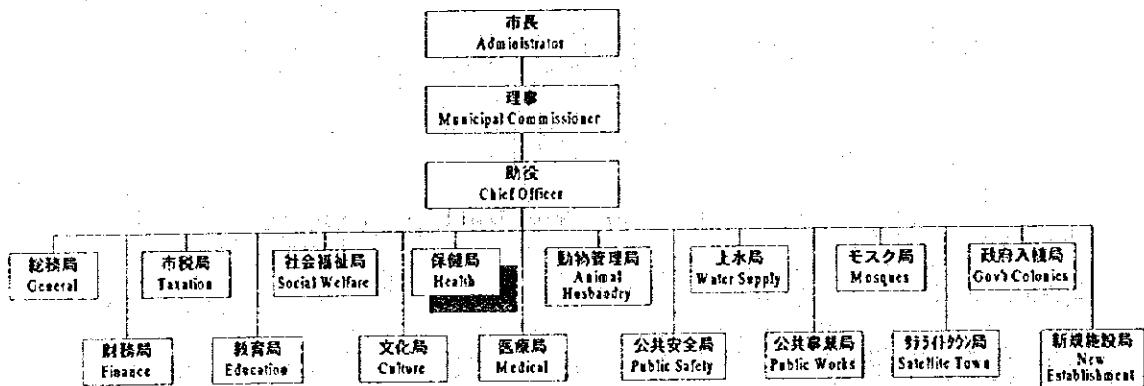 市長
Administrator
理事
Municipal Commissioner
助役
Chief Officer
総務局
General
市税局
Taxation
社会福祉局
Social Welfare
保健局
Health
動物管理局
Animal
Husbandry
上水局
Water Supply
モスク局
Mosques
政府入植局
Gov't Colonies
財務局
Finance
教育局
Education
文化局
Culture
医療局
Medical
公共安全局
Public Safely
公共事業局
Public Works
サテライトタウン局
Satellite Town
新規施設局
New
Establishment